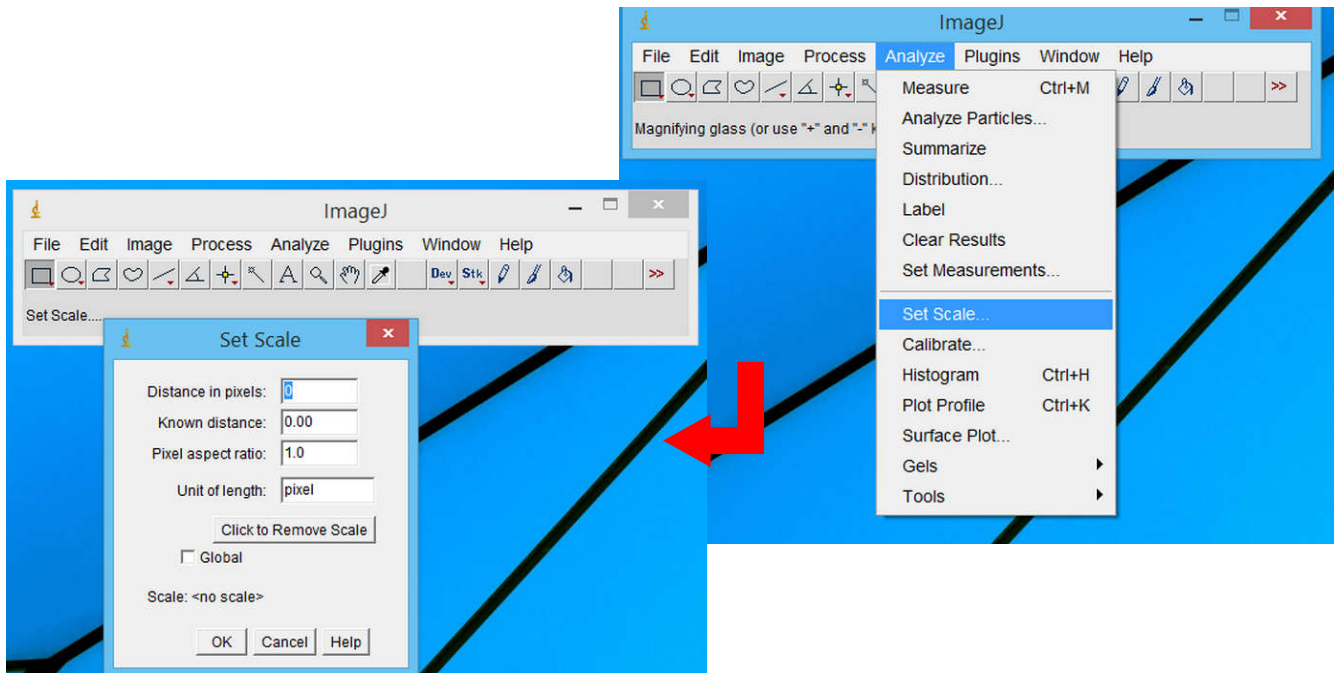 ImageJ
File Edit Image Process Analyze Plugins Window Help
>>
Magnifying glass (or use "+" and "-"
Measure Ctrl+M
Analyze Particles...
Summarize
Distribution...
Label
Clear Results
Set Measurements...
Set Scale...
Calibrate...
Histogram Ctrl+H
Plot Profile Ctrl+K
Surface Plot...
Gels
Tools
ImageJ
File Edit Image Process Analyze Plugins Window Help
A Dev Stk >>
Set Scale....
Set Scale
Distance in pixels: 0
Known distance: 0.00
Pixel aspect ratio: 1.0
Unit of length: pixel
Click to Remove Scale
Global
Scale: <no scale>
OK Cancel Help